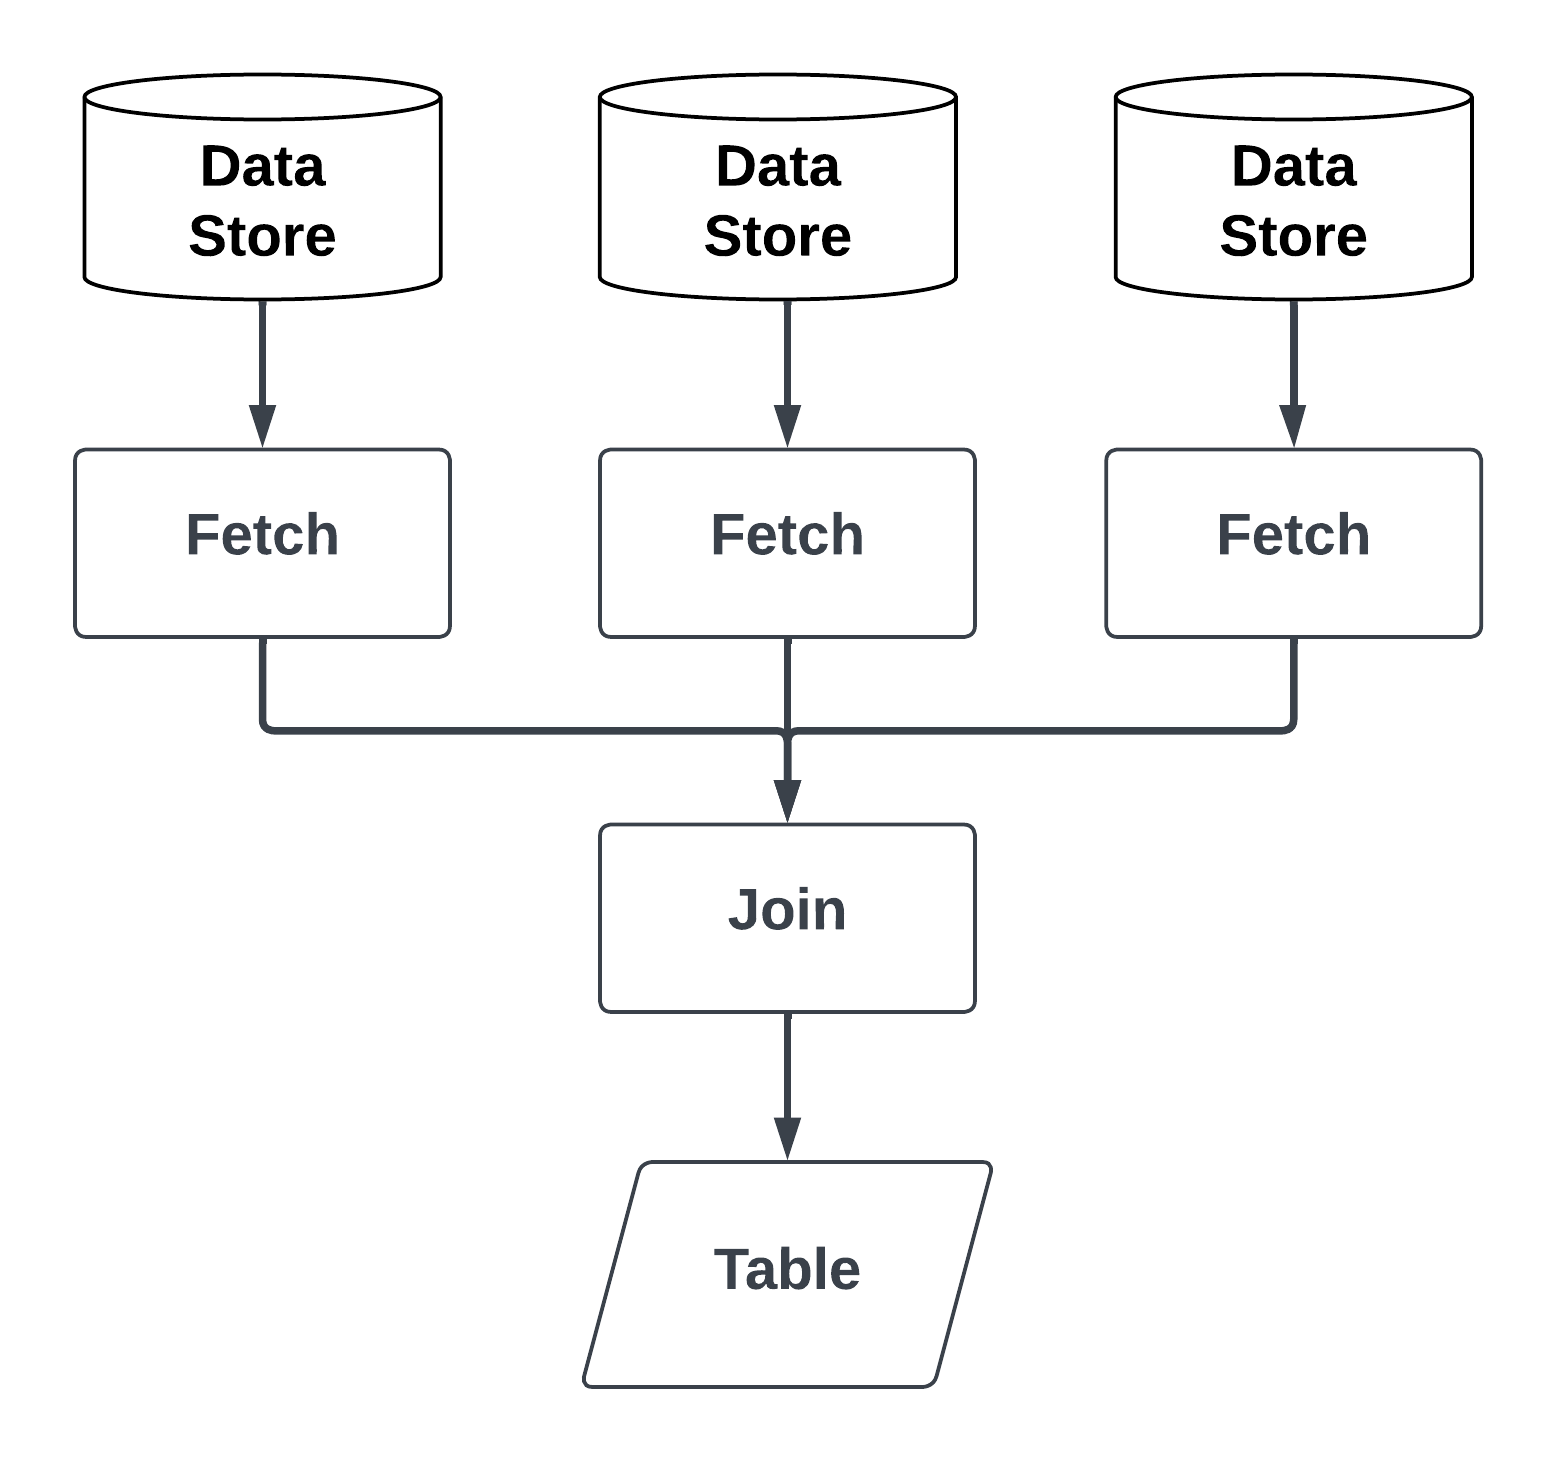 Data
Store
Data
Store
Data
Store
Fetch
Fetch
Fetch
Join
Table